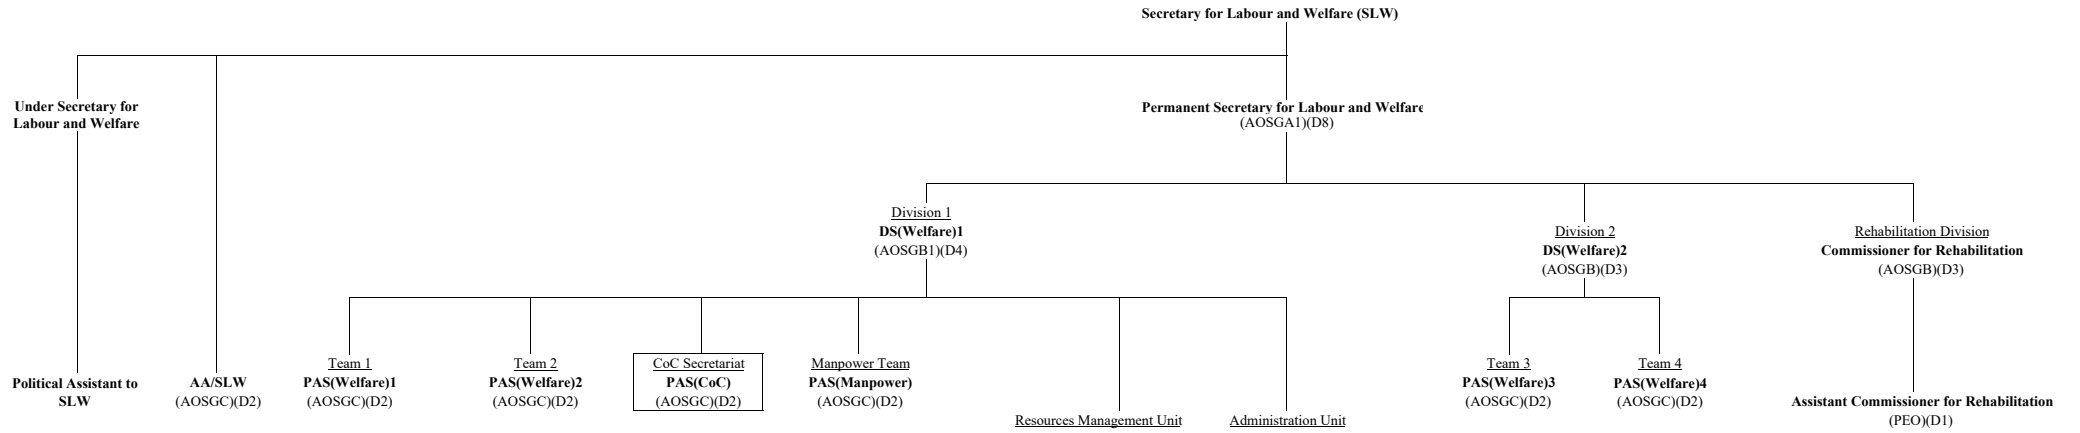 Secretary for Labour and Welfare (SLW)
Under Secretary for
Labour and Welfare
Permanent Secretary for Labour and Welfare
(AOSGA1)(D8)
Division 1
DS(Welfare)1
(AOSGB1)(D4)
Division 2
DS(Welfare)2
(AOSGB)(D3)
Rehabilitation Division
Commissioner for Rehabilitation
(AOSGB)(D3)
Political Assistant to
SLW
AA/SLW
(AOSGC)(D2)
Team 1
PAS(Welfare)1
(AOSGC)(D2)
Team 2
PAS(Welfare)2
(AOSGC)(D2)
CoC Secretariat
PAS(CoC)
(AOSGC)(D2)
Manpower Team
PAS(Manpower)
(AOSGC)(D2)
Resources Management Unit
Administration Unit
Team 3
PAS(Welfare)3
(AOSGC)(D2)
Team 4
PAS(Welfare)4
(AOSGC)(D2)
Assistant Commissioner for Rehabilitation
(PEO)(D1)